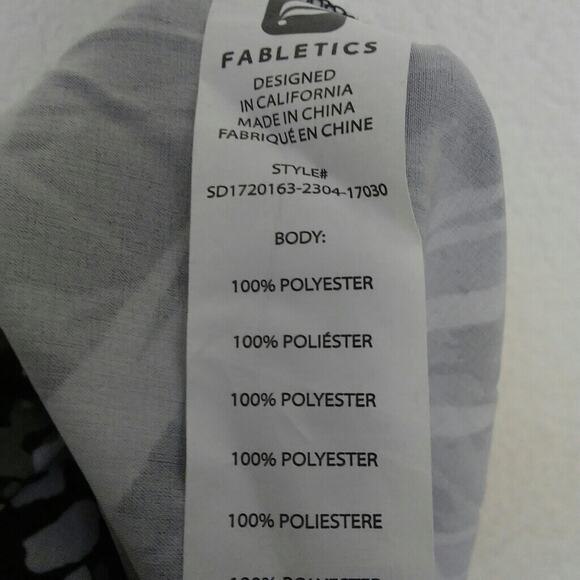 FABLETICS
DESIGNED
IN CALIFORNIA
MADE IN CHINA
FABRIQUÉ EN CHINE
STYLE#
SD1720163-2304-17030
BODY:
100% POLYESTER
100% POLIÉSTER
100% POLYESTER
100% POLYESTER
100% POLIESTERE